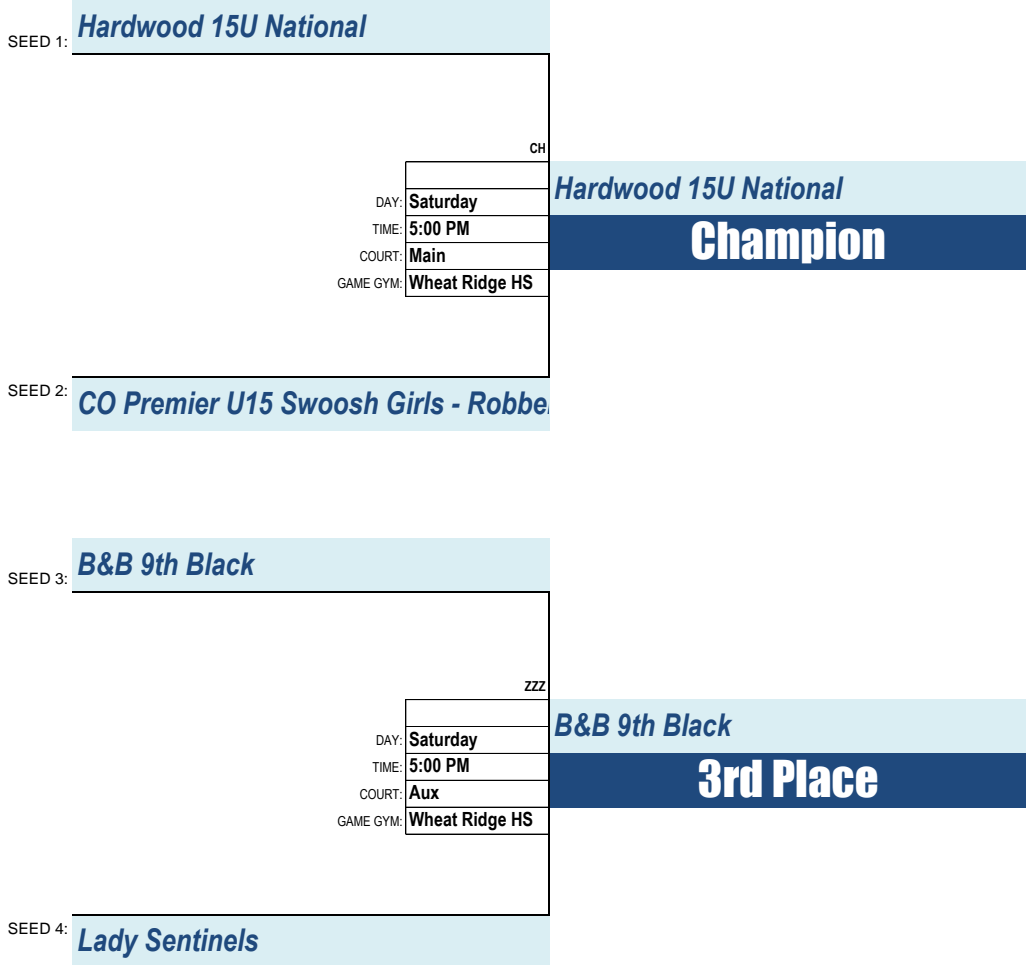 SEED 1: Hardwood 15U National
CH
Hardwood 15U National
DAY: Saturday
TIME: 5:00 PM
Champion
COURT: Main
GAME GYM: Wheat Ridge HS
SEED 2: CO Premier U15 Swoosh Girls - Robbe
SEED 3: B&B 9th Black
ZZZ
B&B 9th Black
DAY: Saturday
TIME: 5:00 PM
3rd Place
COURT: Aux
GAME GYM: Wheat Ridge HS
SEED 4: Lady Sentinels